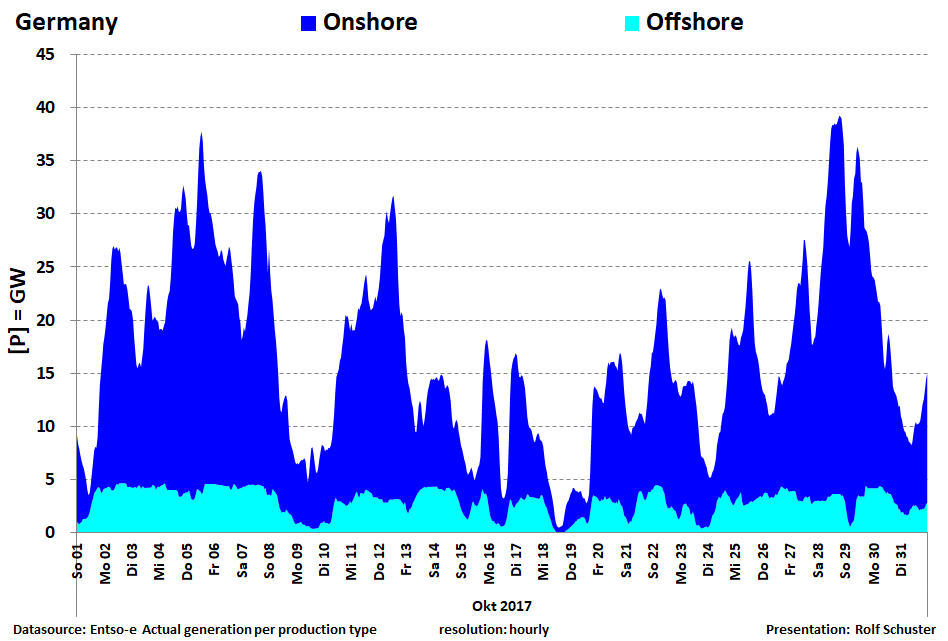 Germany
Onshore
Offshore
45
40
35
30
25
20
15
10
5
0
[P] = GW
So 01
Mo 02
Di 03
Mi 04
Do 05
Fr 06
Sa 07
So 08
Mo 09
Di 10
Mi 11
Do 12
Fr 13
Sa 14
So 15
Mo 16
Di 17
Mi 18
Do 19
Fr 20
Sa 21
So 22
Mo 23
Di 24
Mi 25
Do 26
Fr 27
Sa 28
So 29
Mo 30
Di 31
Okt 2017
Datasource: Entso-e Actual generation per production type
resolution: hourly
Presentation: Rolf Schuster